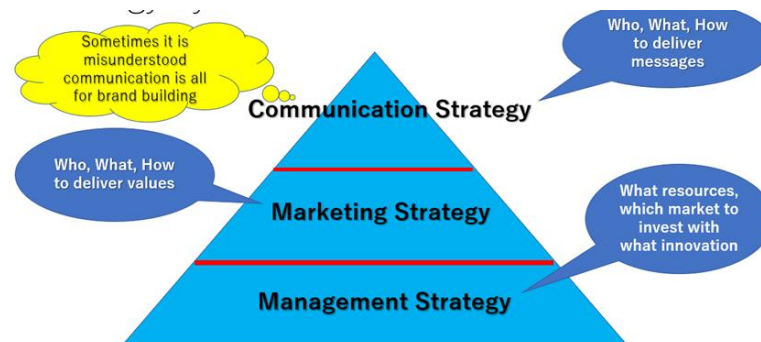 Sometimes it is
misunderstood
communication is all
for brand building
Who, What, How
to deliver
messages
Communication Strategy
Who, What, How
to deliver values
Marketing Strategy
What resources,
which market to
invest with
what innovation
Management Strategy